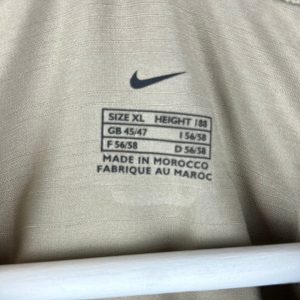 SIZE XL HEIGHT 188
GB 45/47 I 56/58
F 56/58 D 56/58
MADE IN MOROCCO
FABRIQUE AU MAROC